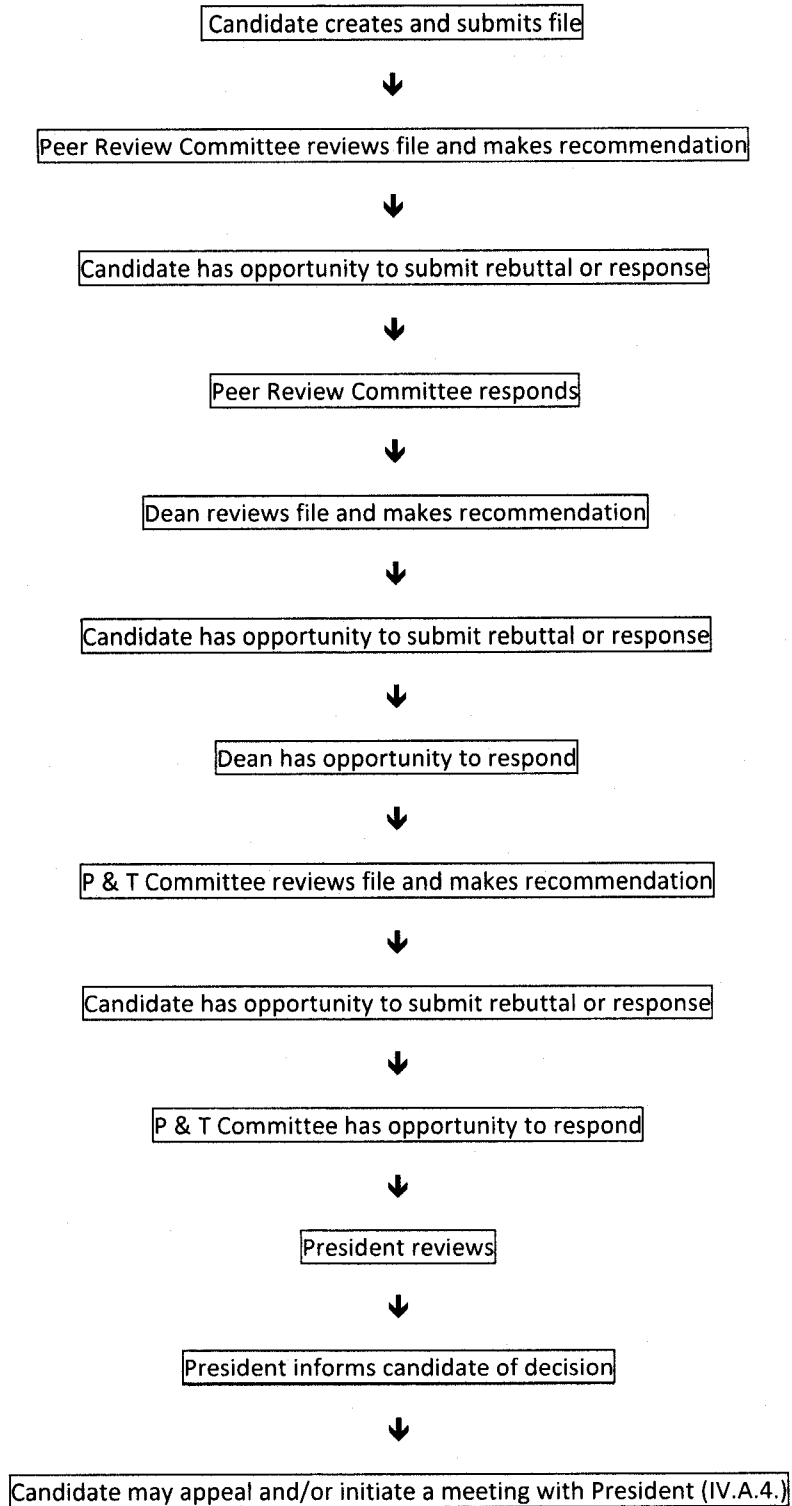 Candidate creates and submits file
Peer Review Committee reviews file and makes recommendation
Candidate has opportunity to submit rebuttal or response
Peer Review Committee responds
Dean reviews file and makes recommendation
Candidate has opportunity to submit rebuttal or response
Dean has opportunity to respond
P & T Committee reviews file and makes recommendation
Candidate has opportunity to submit rebuttal or response
P & T Committee has opportunity to respond
President reviews
President informs candidate of decision
Candidate may appeal and/or initiate a meeting with President (IV.A.4.)